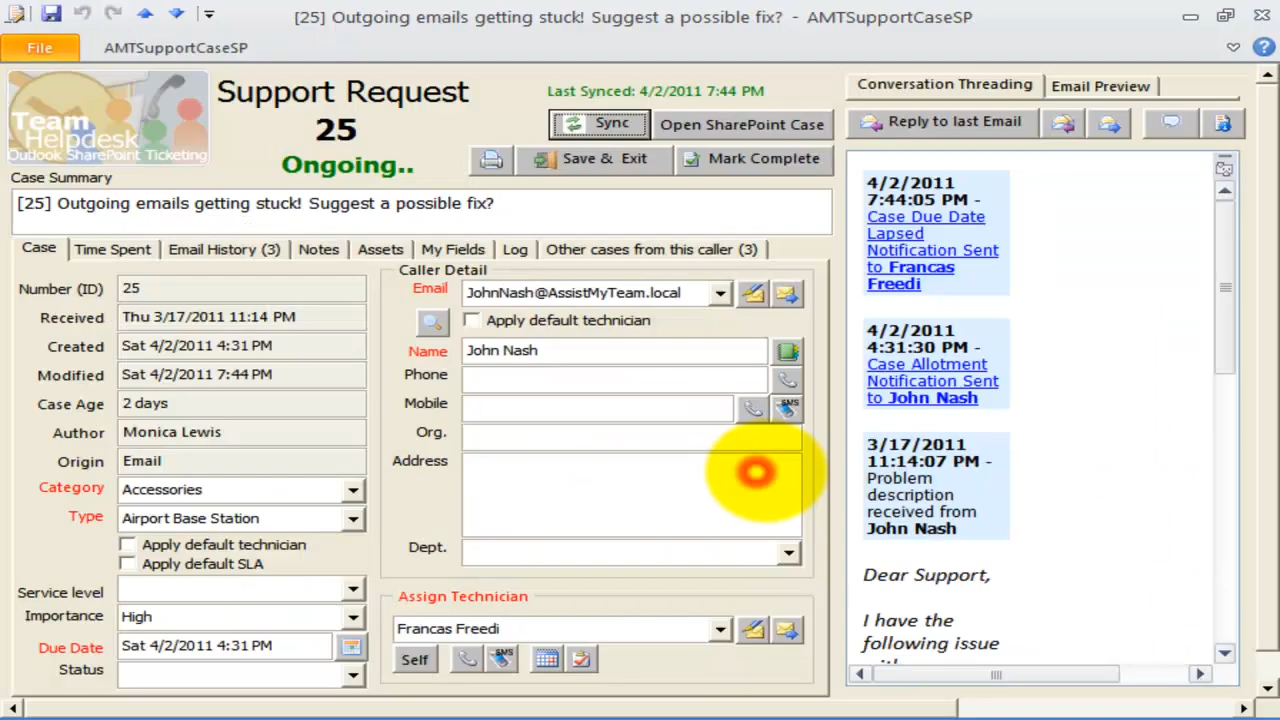 [25] Outgoing emails getting stuck! Suggest a possible fix? - AMTSupportCaseSP
File
AMTSupportCaseSP
Team
Helpdesk
Outlook SharePoint Ticketing
Support Request
25
Ongoing..
Last Synced: 4/2/2011 7:44 PM
Sync
Open SharePoint Case
Save & Exit
Mark Complete
Case Summary
[25] Outgoing emails getting stuck! Suggest a possible fix?
Case
Time Spent
Email History (3)
Notes
Assets
My Fields
Log
Other cases from this caller (3)
Number (ID)
25
Received
Thu 3/17/2011 11:14 PM
Created
Sat 4/2/2011 4:31 PM
Modified
Sat 4/2/2011 7:44 PM
Case Age
2 days
Author
Monica Lewis
Origin
Email
Category
Accessories
Type
Airport Base Station
Apply default technician
Apply default SLA
Service level
Importance
High
Due Date
Sat 4/2/2011 4:31 PM
Status
Caller Detail
Email
JohnNash@AssistMyTeam.local
Apply default technician
Name
John Nash
Phone
Mobile
SMS
Org.
Address
Dept.
Assign Technician
Francas Freedi
Self
SMS
Conversation Threading
Email Preview
Reply to last Email
4/2/2011
7:44:05 PM -
Case Due Date
Lapsed
Notification Sent
to Francas
Freedi
4/2/2011
4:31:30 PM -
Case Allotment
Notification Sent
to John Nash
3/17/2011
11:14:07 PM -
Problem
description
received from
John Nash
Dear Support,
I have the
following issue